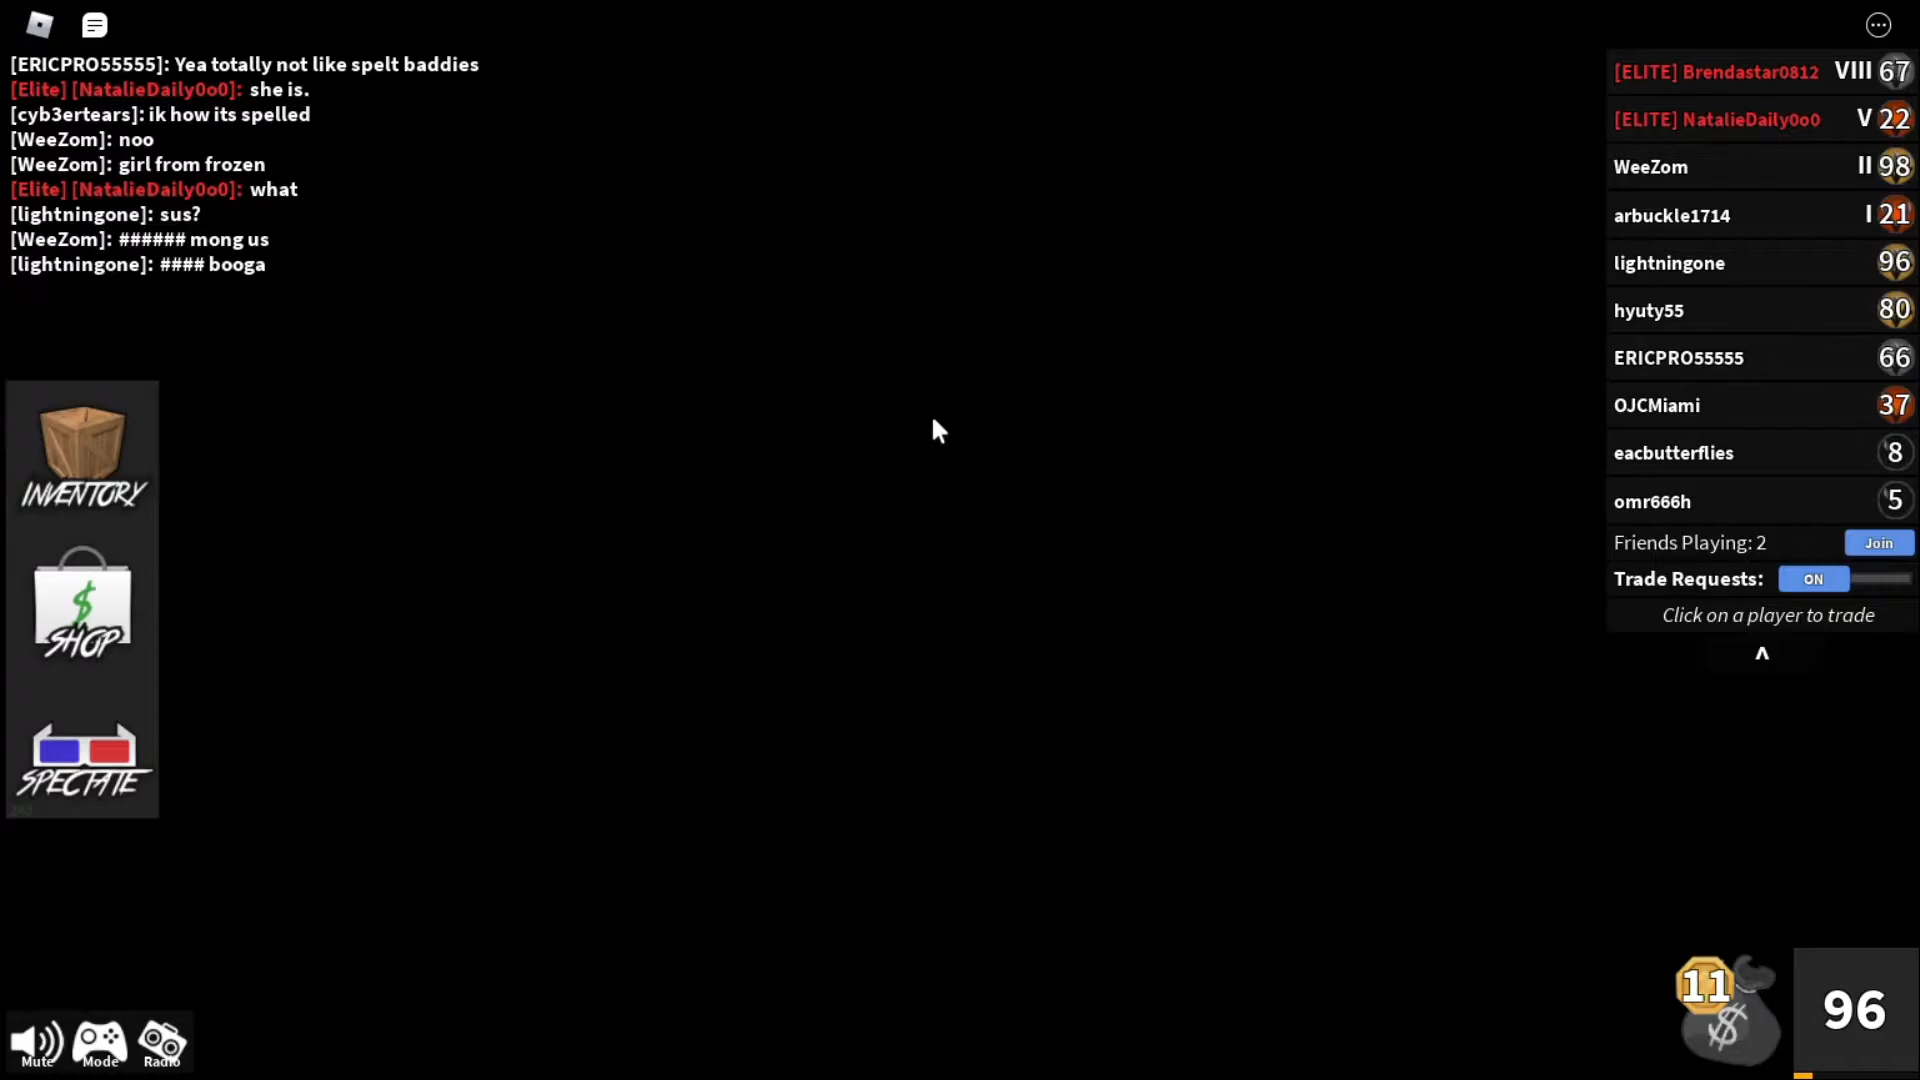 [ERICPRO55555]: Yea totally not like spelt baddies
[Elite] [NatalieDaily0o0]: she is.
[cyb3ertears]: ik how its spelled
[WeeZom]: noo
[WeeZom]: girl from frozen
[Elite] [NatalieDaily0o0]: what
[lightningone]: sus?
[WeeZom]: ###### mong us
[lightningone]: #### booga
[ELITE] Brendastar0812 VIII 67
[ELITE] NatalieDaily0o0 V 22
WeeZom II 98
arbuckle1714 I 21
lightningone 96
hyuty55 80
ERICPRO55555 66
OJCMiami 37
eacbutterflies 8
omr666h 5
Friends Playing: 2 Join
Trade Requests: ON
Click on a player to trade
^
INVENTORY
$
SHOP
SPECTATE
Mute Mode Radio
11
$
96